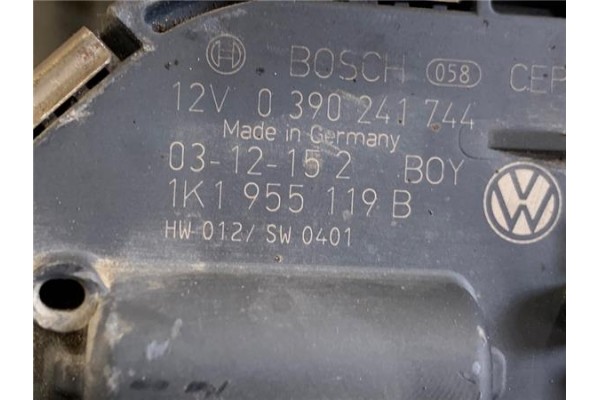 BOSCH 058 CEP
12V 0 390 241 744
Made in Germany
03-12-15 2 BOY
1K1 955 119 B
HW 012/ SW 0401